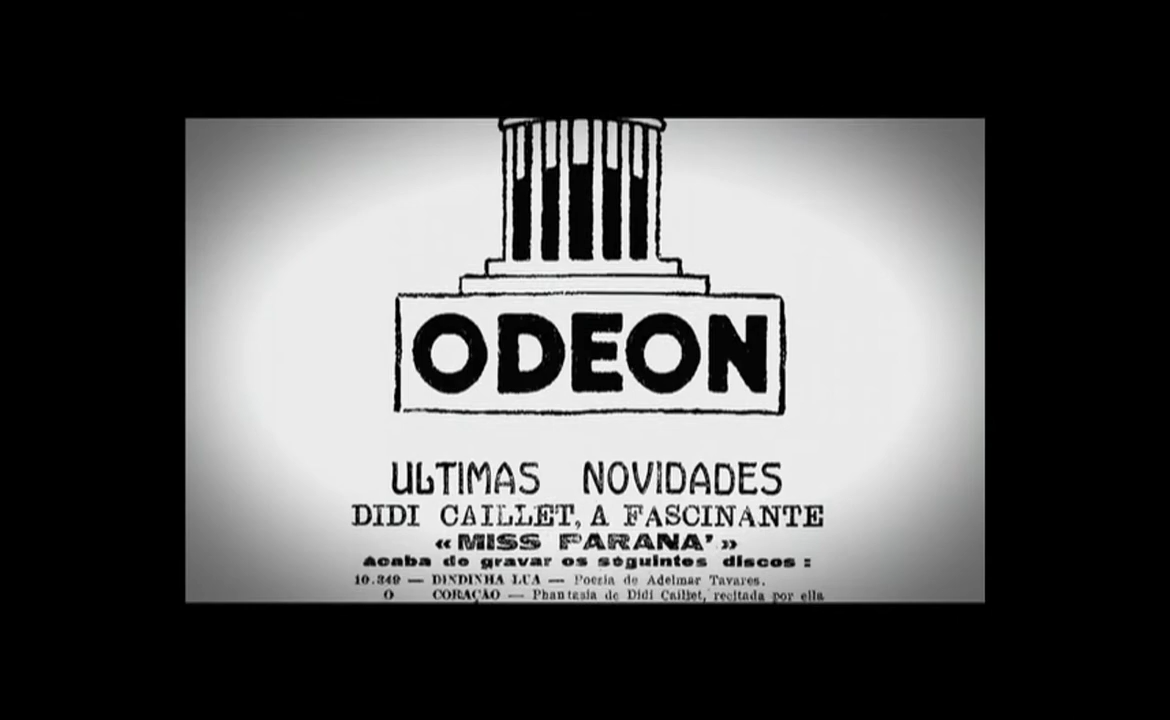 ODEON
ULTIMAS NOVIDADES
DIDI CAILLET, A FASCINANTE
«MISS PARANA'»
Acaba de gravar os seguintes discos:
10.349 — DINDINHA LUA — Poezia de Adelmar Tavares.
O CORAÇÃO — Phantasia de Didi Caillet, recitada por ella